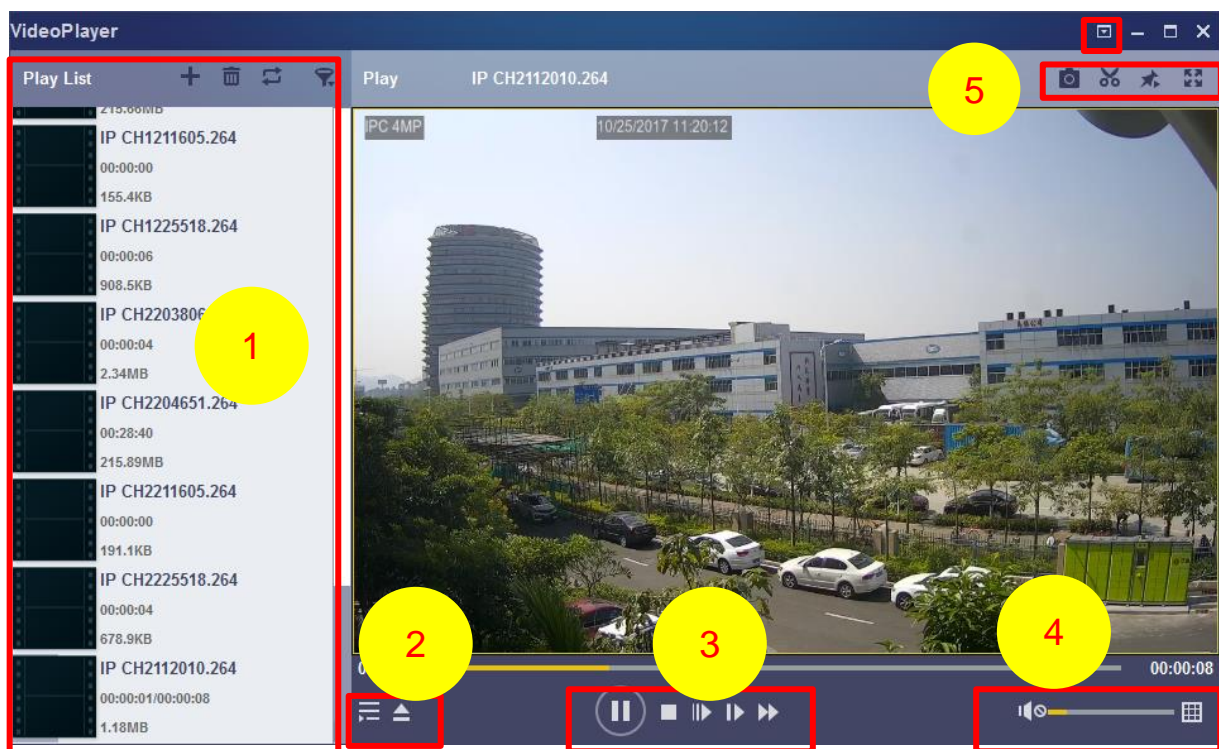 VideoPlayer
Play List
Play
IP CH2112010.264
5
215.66MB
IP CH1211605.264
00:00:00
155.4KB
IP CH1225518.264
00:00:06
908.5KB
IP CH2203806
00:00:04
2.34MB
1
IP CH2204651.264
00:28:40
215.89MB
IP CH2211605.264
00:00:00
191.1KB
IP CH2225518.264
00:00:04
678.9KB
IP CH2112010.264
00:00:01/00:00:08
1.18MB
IPC 4MP
10/25/2017 11:20:12
2
3
4
00:00:08